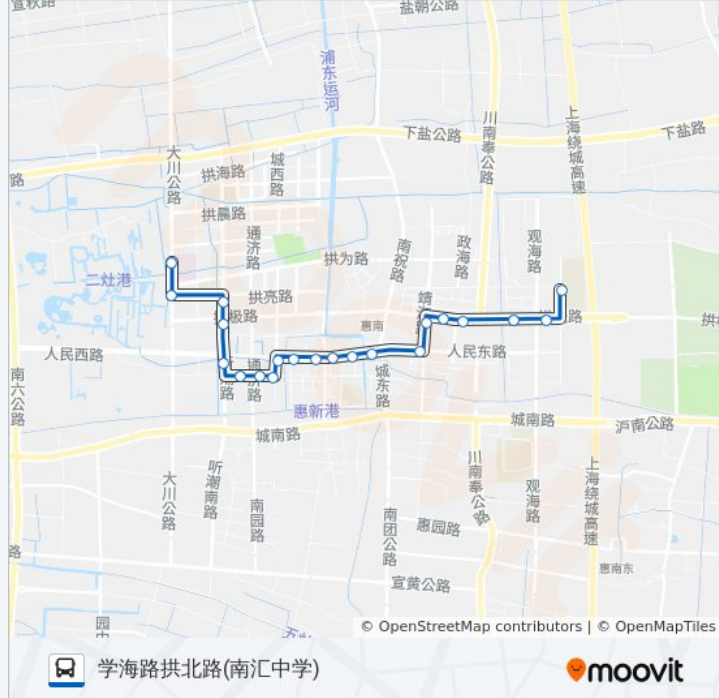 宣秋路
盐朝公路
浦东运河
川南奉公路
上海绕城高速
下盐公路
下盐路
大川公路
城西路
拱海路
路
拱晨路
通济路
南祝路
政海路
观海路
拱为路
二灶港
拱亮路
惠南
人民西路
人民东路
南六公路
城东路
惠新港
城南路
城南路
沪南公路
大川公路
听潮南路
南园路
川南奉公路
观海路
上海绕城高速
南团公路
惠园路
路
宣黄公路
惠南东
© OpenStreetMap contributors | © OpenMapTiles
学海路拱北路(南汇中学)
moovit